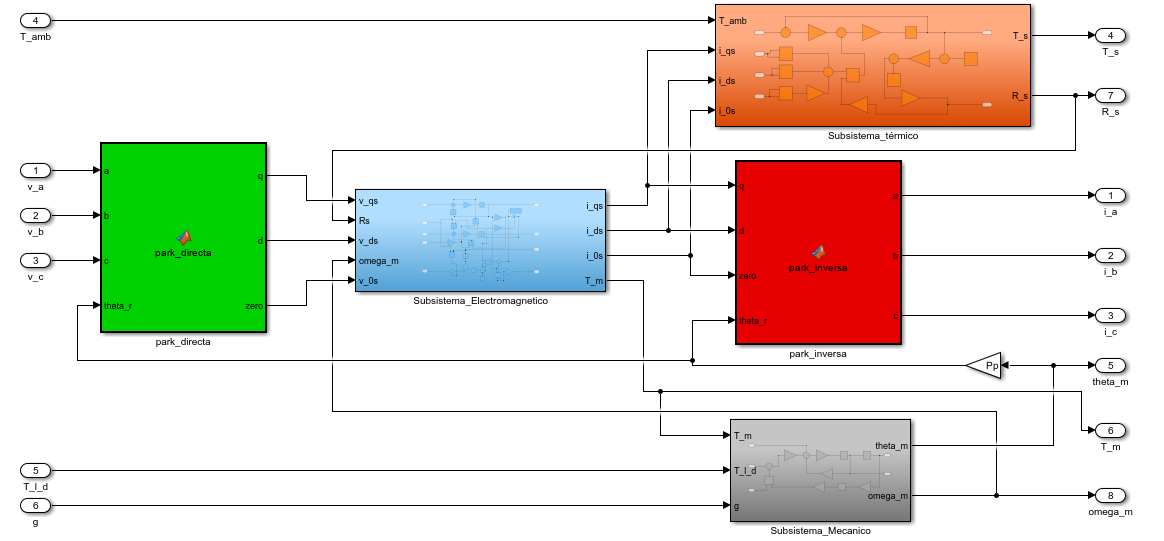 4
T_amb
T_amb
i_qs
i_ds
i_0s
T_s
R_s
Subsistema_térmico
4
T_s
7
R_s
1
v_a
2
v_b
3
v_c
a
b
c
theta_r
q
d
zero
park_directa
park_directa
v_qs
Rs
v_ds
omega_m
v_0s
i_qs
i_ds
i_0s
T_m
Subsistema_Electromagnetico
q
d
zero
theta_r
a
b
c
park_inversa
park_inversa
1
i_a
2
i_b
3
i_c
Pp
5
theta_m
6
T_m
5
T_l_d
6
g
T_m
T_l_d
g
theta_m
omega_m
Subsistema_Mecanico
8
omega_m